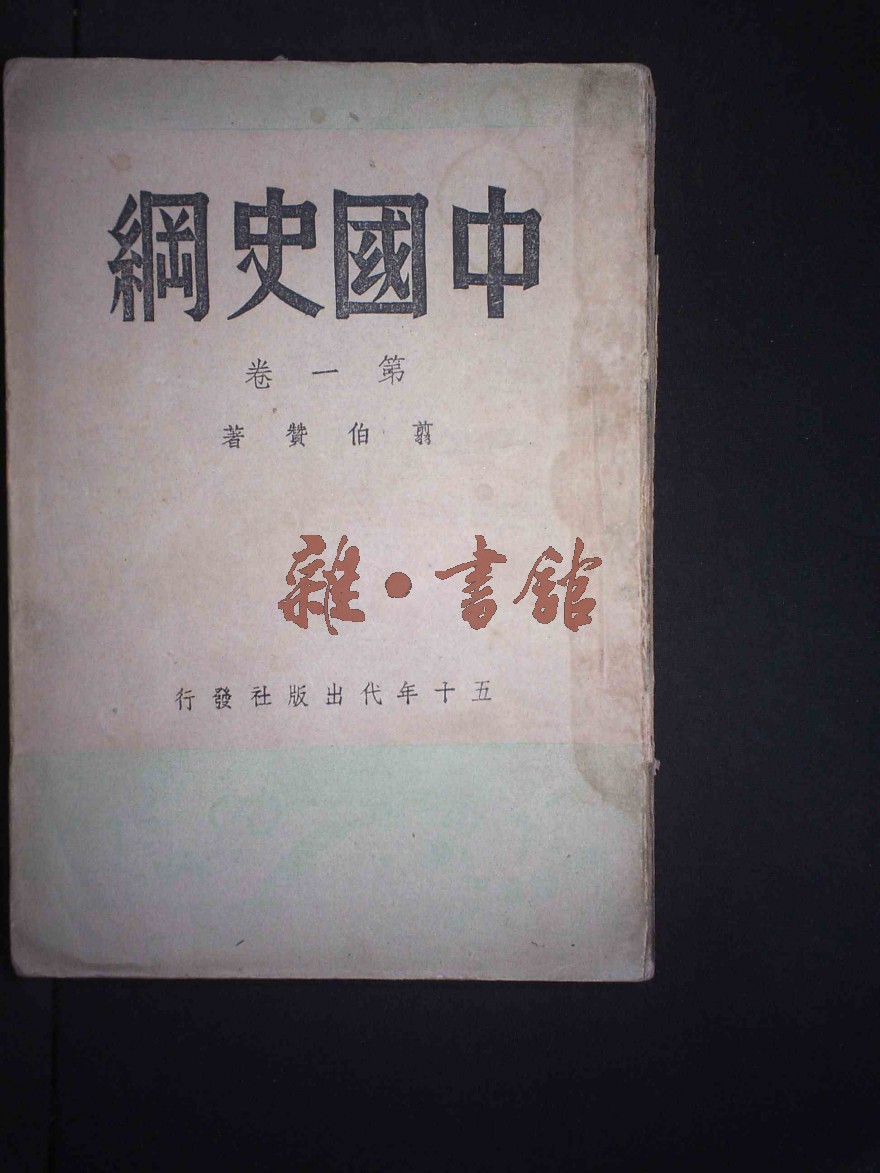 中國史綱
第一卷
翦伯贊著
雜·書館
五十年代出版社發行